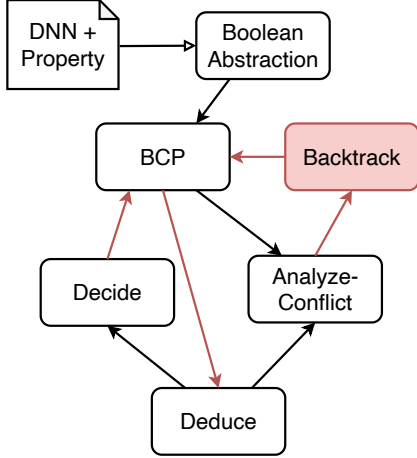 DNN +
Property
Boolean
Abstraction
BCP
Backtrack
Decide
Analyze-
Conflict
Deduce